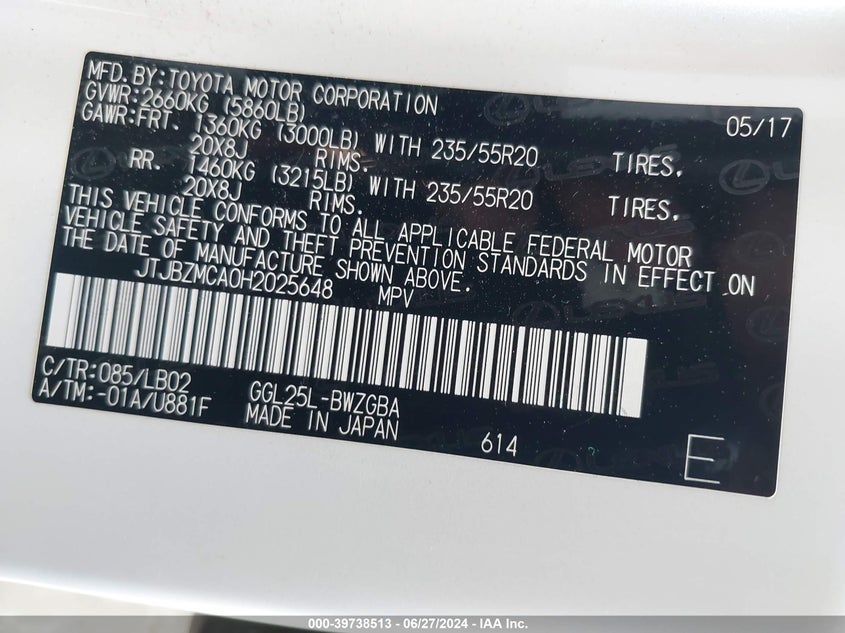 MFD. BY: TOYOTA MOTOR CORPORATION 05/17
GVWR: 2660KG (5860LB)
GAWR: FRT. 1360KG (3000LB) WITH 235/55R20 TIRES,
20X8J RIMS.
RR. 1460KG (3215LB) WITH 235/55R20 TIRES,
20X8J RIMS.
THIS VEHICLE CONFORMS TO ALL APPLICABLE FEDERAL MOTOR
VEHICLE SAFETY AND THEFT PREVENTION STANDARDS IN EFFECT ON
THE DATE OF MANUFACTURE SHOWN ABOVE.
JTJBZMCA0H2025648 MPV
C/TR: 085/LB02
A/TM: -01A/U881F GGL25L-BWZGBA
MADE IN JAPAN
614 E
LEXUS
000-39738513 - 06/27/2024 - IAA Inc.